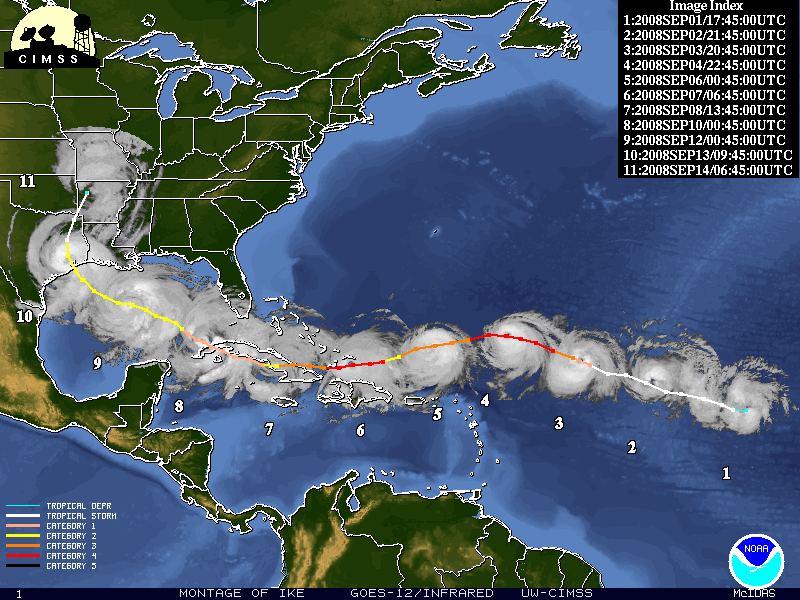 CIMSS
Image Index
1:2008SEP01/17:45:00UTC
2:2008SEP02/21:45:00UTC
3:2008SEP03/20:45:00UTC
4:2008SEP04/22:45:00UTC
5:2008SEP06/00:45:00UTC
6:2008SEP07/06:45:00UTC
7:2008SEP08/13:45:00UTC
8:2008SEP10/00:45:00UTC
9:2008SEP12/00:45:00UTC
10:2008SEP13/09:45:00UTC
11:2008SEP14/06:45:00UTC
11
10
9
8
7
6
5
4
3
2
1
TROPICAL DEPR
TROPICAL STORM
CATEGORY 1
CATEGORY 2
CATEGORY 3
CATEGORY 4
CATEGORY 5
NOAA
1 MONTAGE OF IKE GOES-12/INFRARED UW-CIMSS McIDAS